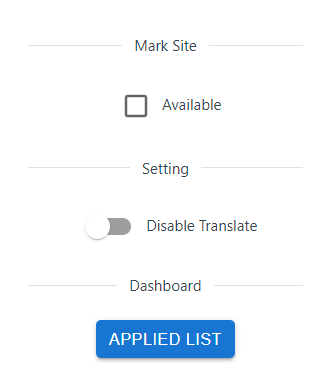 Mark Site
Available
Setting
Disable Translate
Dashboard
APPLIED LIST